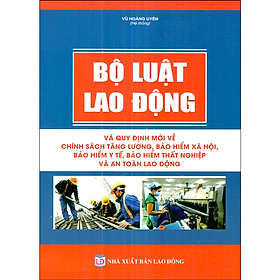 VŨ HOÀNG UYÊN
(Hệ thống)
BỘ LUẬT
LAO ĐỘNG
VÀ QUY ĐỊNH MỚI VỀ
CHÍNH SÁCH TĂNG LƯƠNG, BẢO HIỂM XÃ HỘI,
BẢO HIỂM Y TẾ, BẢO HIỂM THẤT NGHIỆP
VÀ AN TOÀN LAO ĐỘNG
NHÀ XUẤT BẢN LAO ĐỘNG